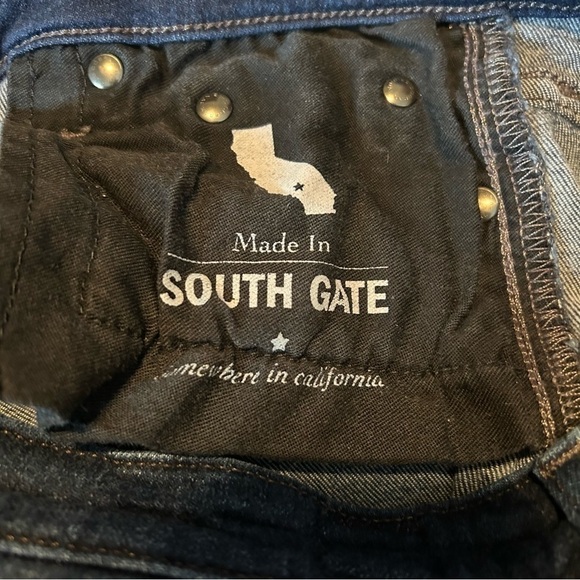 Made In
SOUTH GATE
somewhere in california